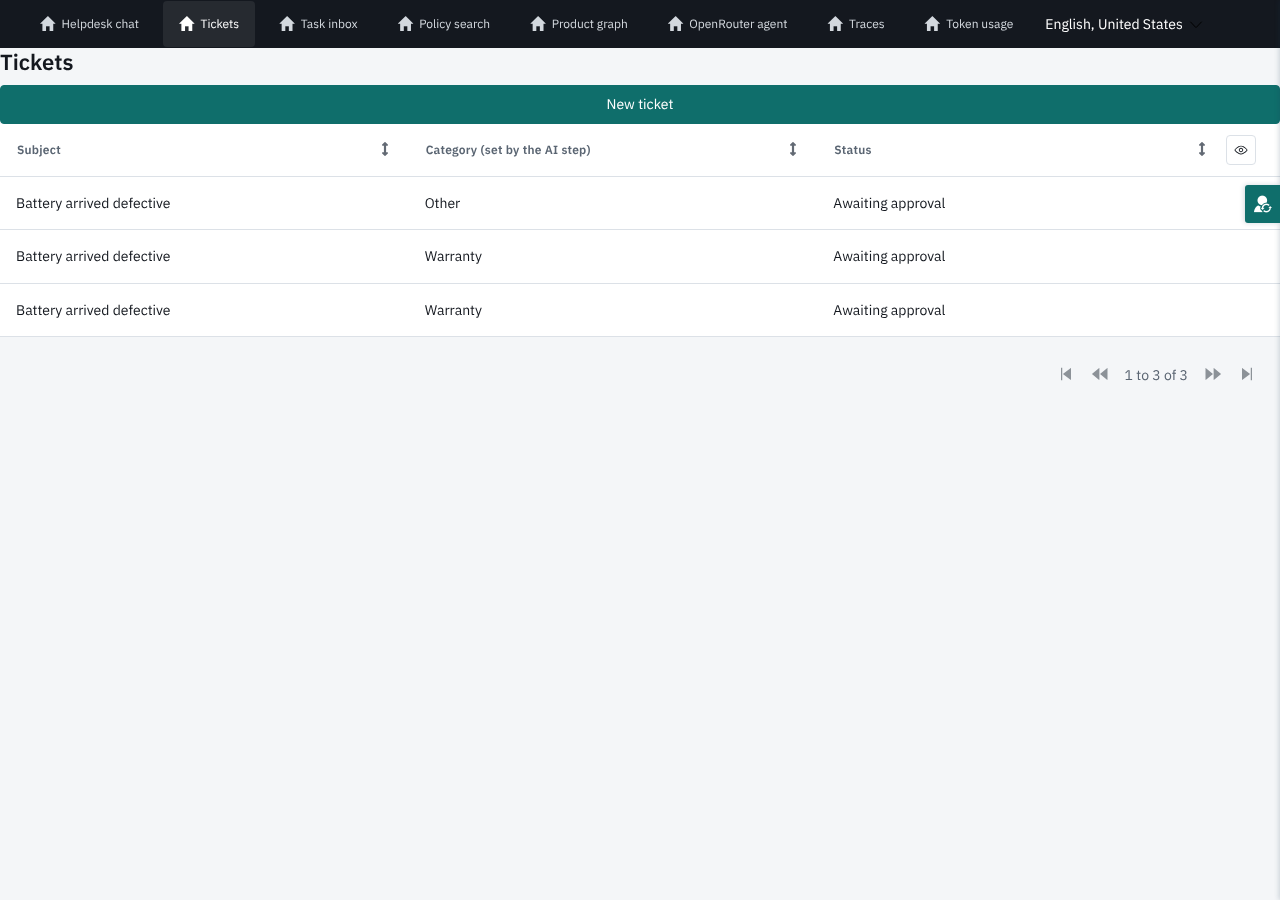 Helpdesk chat Tickets Task inbox Policy search Product graph OpenRouter agent Traces Token usage English, United States
Tickets
New ticket
Subject Category (set by the AI step) Status
Battery arrived defective Other Awaiting approval
Battery arrived defective Warranty Awaiting approval
Battery arrived defective Warranty Awaiting approval
1 to 3 of 3